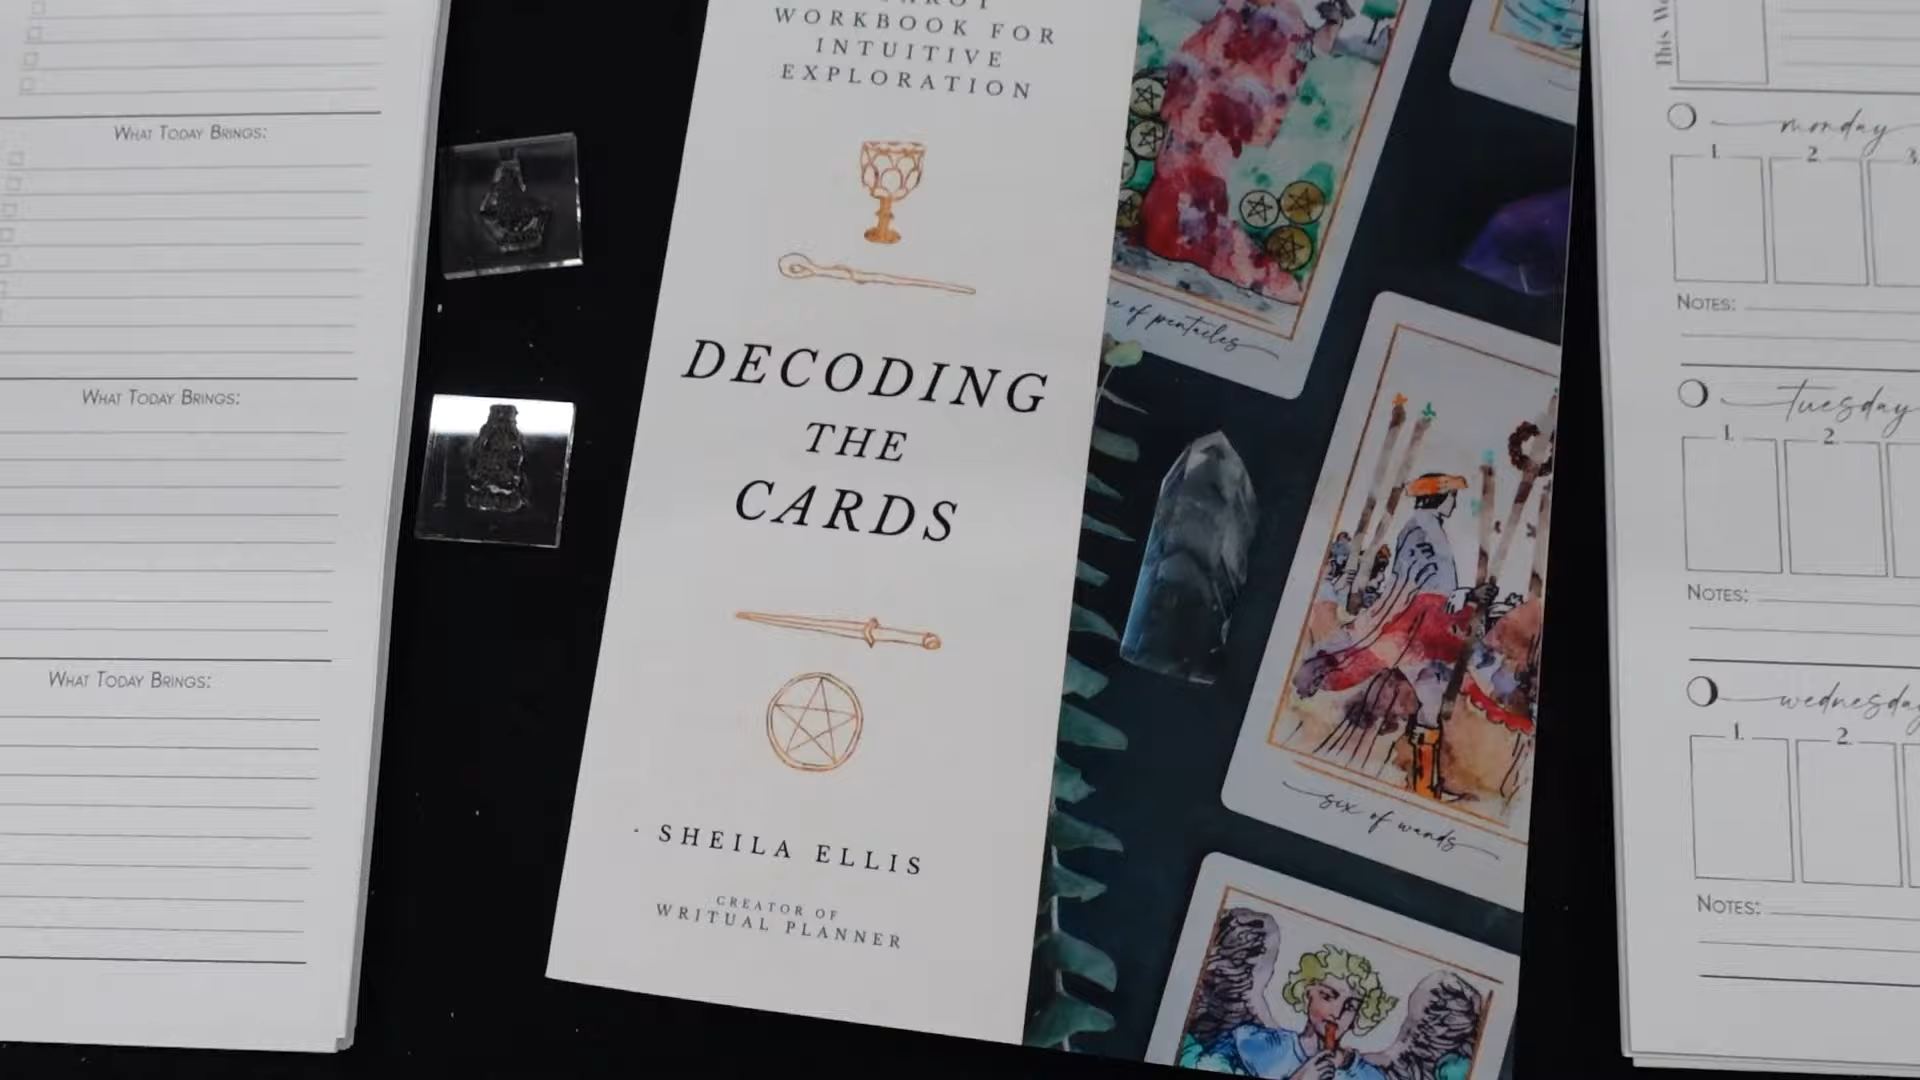 WHAT TODAY BRINGS:
WHAT TODAY BRINGS:
WHAT TODAY BRINGS:
WORKBOOK FOR
INTUITIVE
EXPLORATION
DECODING
THE
CARDS
SHEILA ELLIS
CREATOR OF
WRITUAL PLANNER
of pentacles
six of wands
monday
1. 2. 3.
NOTES:
tuesday
1. 2.
NOTES:
wednesday
1. 2.
NOTES: